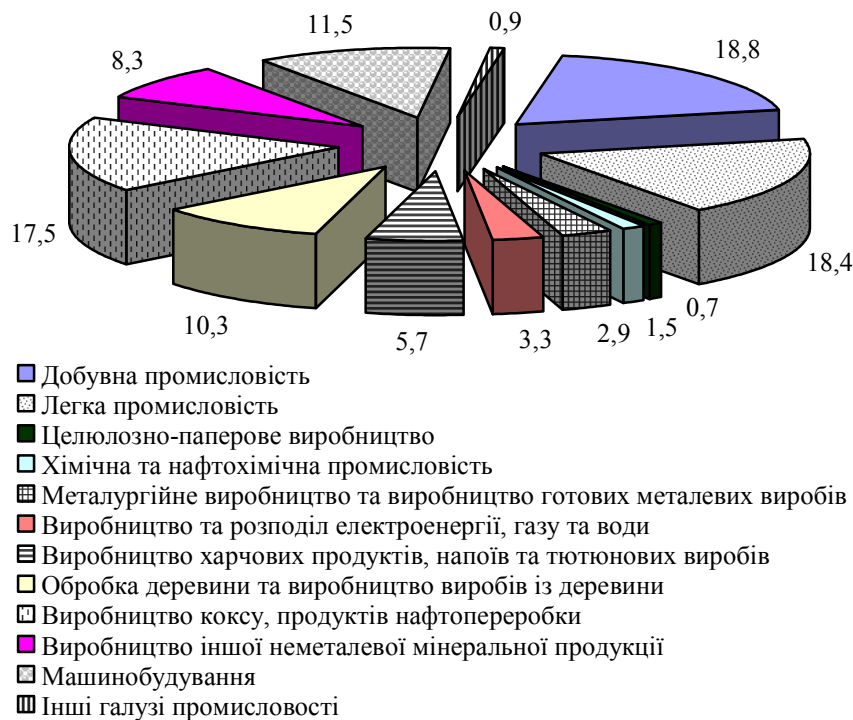 0,9
11,5
18,8
8,3
17,5
18,4
10,3
5,7
3,3
2,9
1,5
0,7
Добувна промисловість
Легка промисловість
Целюлозно-паперове виробництво
Хімічна та нафтохімічна промисловість
Металургійне виробництво та виробництво готових металевих виробів
Виробництво та розподіл електроенергії, газу та води
Виробництво харчових продуктів, напоїв та тютюнових виробів
Обробка деревини та виробництво виробів із деревини
Виробництво коксу, продуктів нафтопереробки
Виробництво іншої неметалевої мінеральної продукції
Машинобудування
Інші галузі промисловості